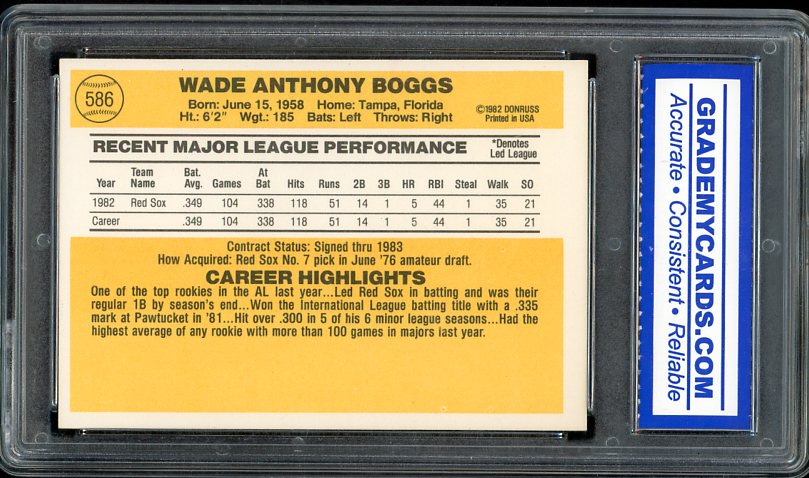 586
WADE ANTHONY BOGGS
Born: June 15, 1958 Home: Tampa, Florida
Ht.: 6'2" Wgt.: 185 Bats: Left Throws: Right
©1982 DONRUSS
Printed in USA
RECENT MAJOR LEAGUE PERFORMANCE
*Denotes
Led League
Year Team Name Bat. Avg. Games At Bat Hits Runs 2B 3B HR RBI Steal Walk SO
1982 Red Sox .349 104 338 118 51 14 1 5 44 1 35 21
Career .349 104 338 118 51 14 1 5 44 1 35 21
Contract Status: Signed thru 1983
How Acquired: Red Sox No. 7 pick in June '76 amateur draft.
CAREER HIGHLIGHTS
One of the top rookies in the AL last year...Led Red Sox in batting and was their
regular 1B by season's end...Won the International League batting title with a .335
mark at Pawtucket in '81...Hit over .300 in 5 of his 6 minor league seasons...Had the
highest average of any rookie with more than 100 games in majors last year.
GRADEMYCARDS.COM
Accurate • Consistent • Reliable